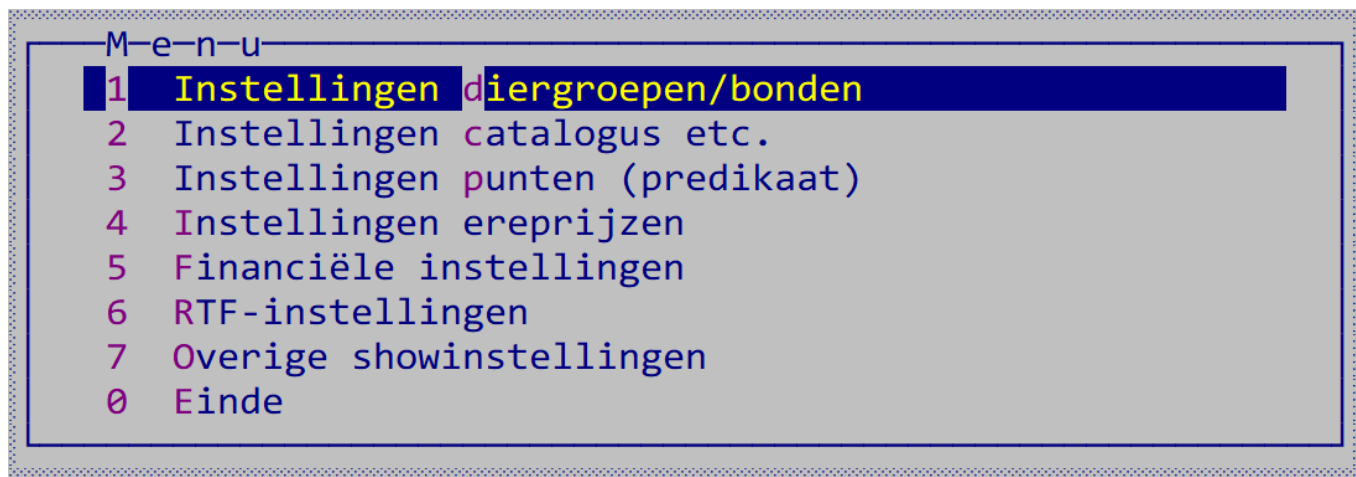 Menu
1 Instellingen diergroepen/bonden
2 Instellingen catalogus etc.
3 Instellingen punten (predikaat)
4 Instellingen ereprijzen
5 Financiële instellingen
6 RTF-instellingen
7 Overige showinstellingen
0 Einde